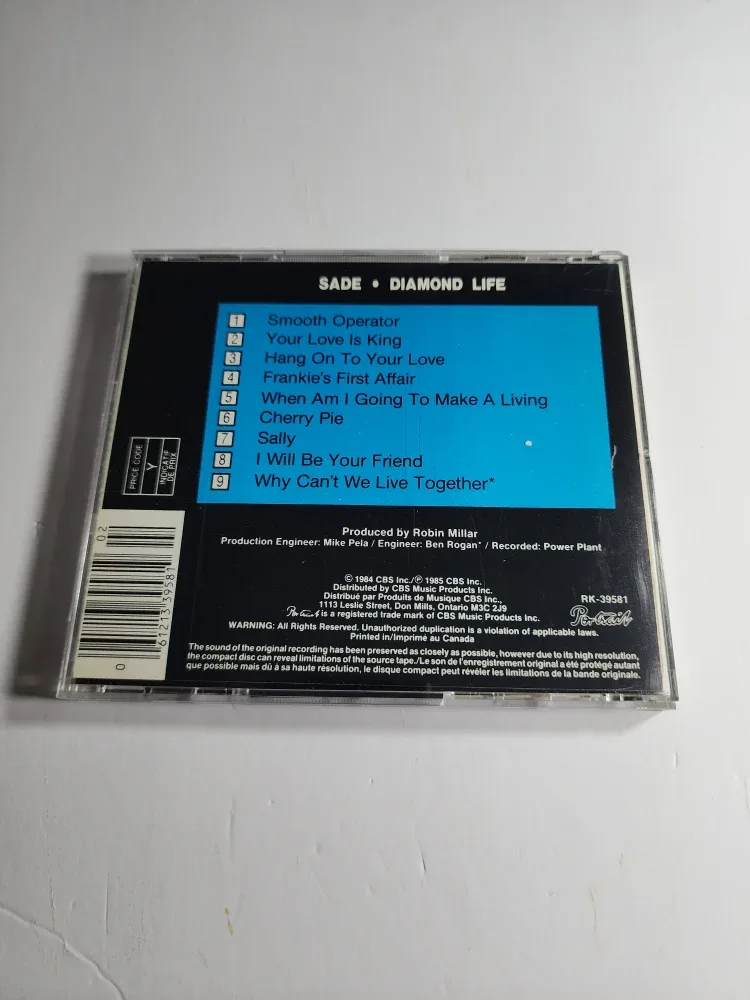 SADE • DIAMOND LIFE
1 Smooth Operator
2 Your Love Is King
3 Hang On To Your Love
4 Frankie's First Affair
5 When Am I Going To Make A Living
6 Cherry Pie
7 Sally
8 I Will Be Your Friend
9 Why Can't We Live Together*
PRICE CODE
Y
INDICATIF
DE PRIX
Produced by Robin Millar
Production Engineer: Mike Pela / Engineer: Ben Rogan* / Recorded: Power Plant
© 1984 CBS Inc./℗ 1985 CBS Inc.
Distributed by CBS Music Products Inc.
Distribué par Produits de Musique CBS Inc.,
1113 Leslie Street, Don Mills, Ontario M3C 2J9
Portrait is a registered trade mark of CBS Music Products Inc.
RK-39581
Portrait
WARNING: All Rights Reserved. Unauthorized duplication is a violation of applicable laws.
Printed in/Imprimé au Canada
The sound of the original recording has been preserved as closely as possible, however due to its high resolution,
the compact disc can reveal limitations of the source tape./Le son de l'enregistrement original a été protégé autant
que possible mais dû à sa haute résolution, le disque compact peut révéler les limitations de la bande originale.
02
0 61213 39581